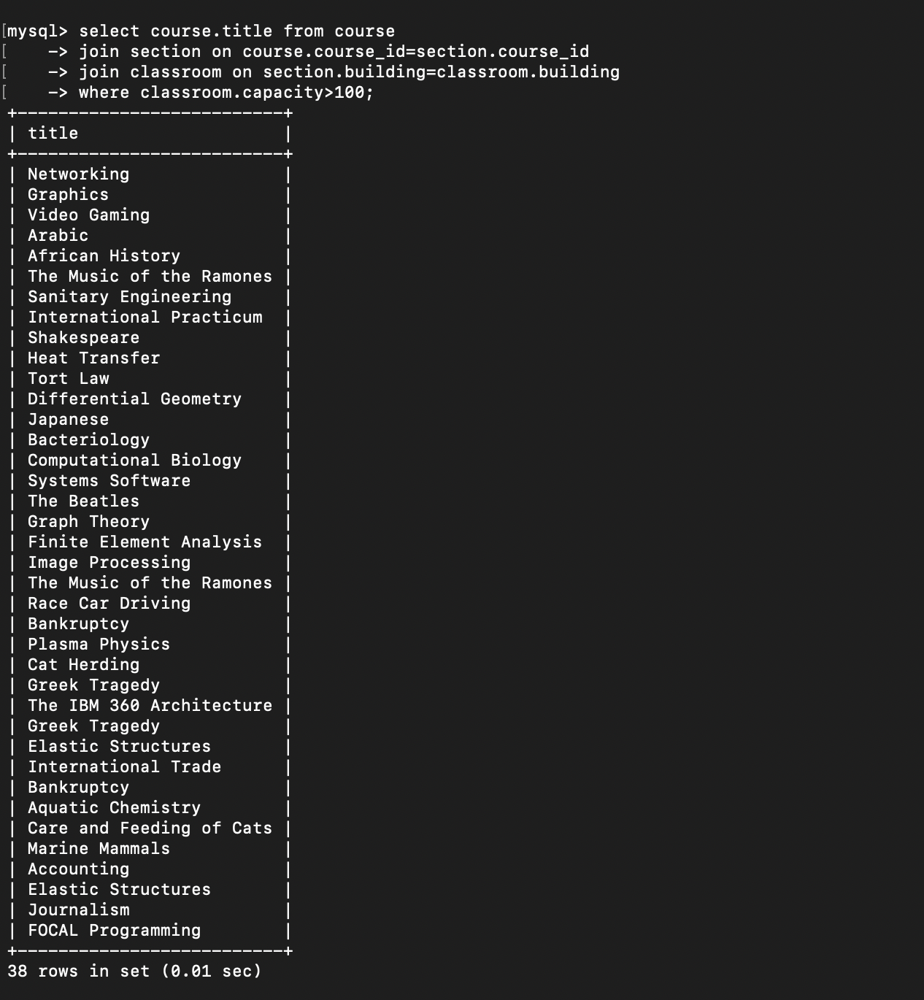 [mysql> select course.title from course
[    -> join section on course.course_id=section.course_id
[    -> join classroom on section.building=classroom.building
[    -> where classroom.capacity>100;
+--------------------------+
| title                    |
+--------------------------+
| Networking               |
| Graphics                 |
| Video Gaming             |
| Arabic                   |
| African History          |
| The Music of the Ramones |
| Sanitary Engineering     |
| International Practicum  |
| Shakespeare              |
| Heat Transfer            |
| Tort Law                 |
| Differential Geometry    |
| Japanese                 |
| Bacteriology             |
| Computational Biology    |
| Systems Software         |
| The Beatles              |
| Graph Theory             |
| Finite Element Analysis  |
| Image Processing         |
| The Music of the Ramones |
| Race Car Driving         |
| Bankruptcy               |
| Plasma Physics           |
| Cat Herding              |
| Greek Tragedy            |
| The IBM 360 Architecture |
| Greek Tragedy            |
| Elastic Structures       |
| International Trade      |
| Bankruptcy               |
| Aquatic Chemistry        |
| Care and Feeding of Cats |
| Marine Mammals           |
| Accounting               |
| Elastic Structures       |
| Journalism               |
| FOCAL Programming        |
+--------------------------+
38 rows in set (0.01 sec)